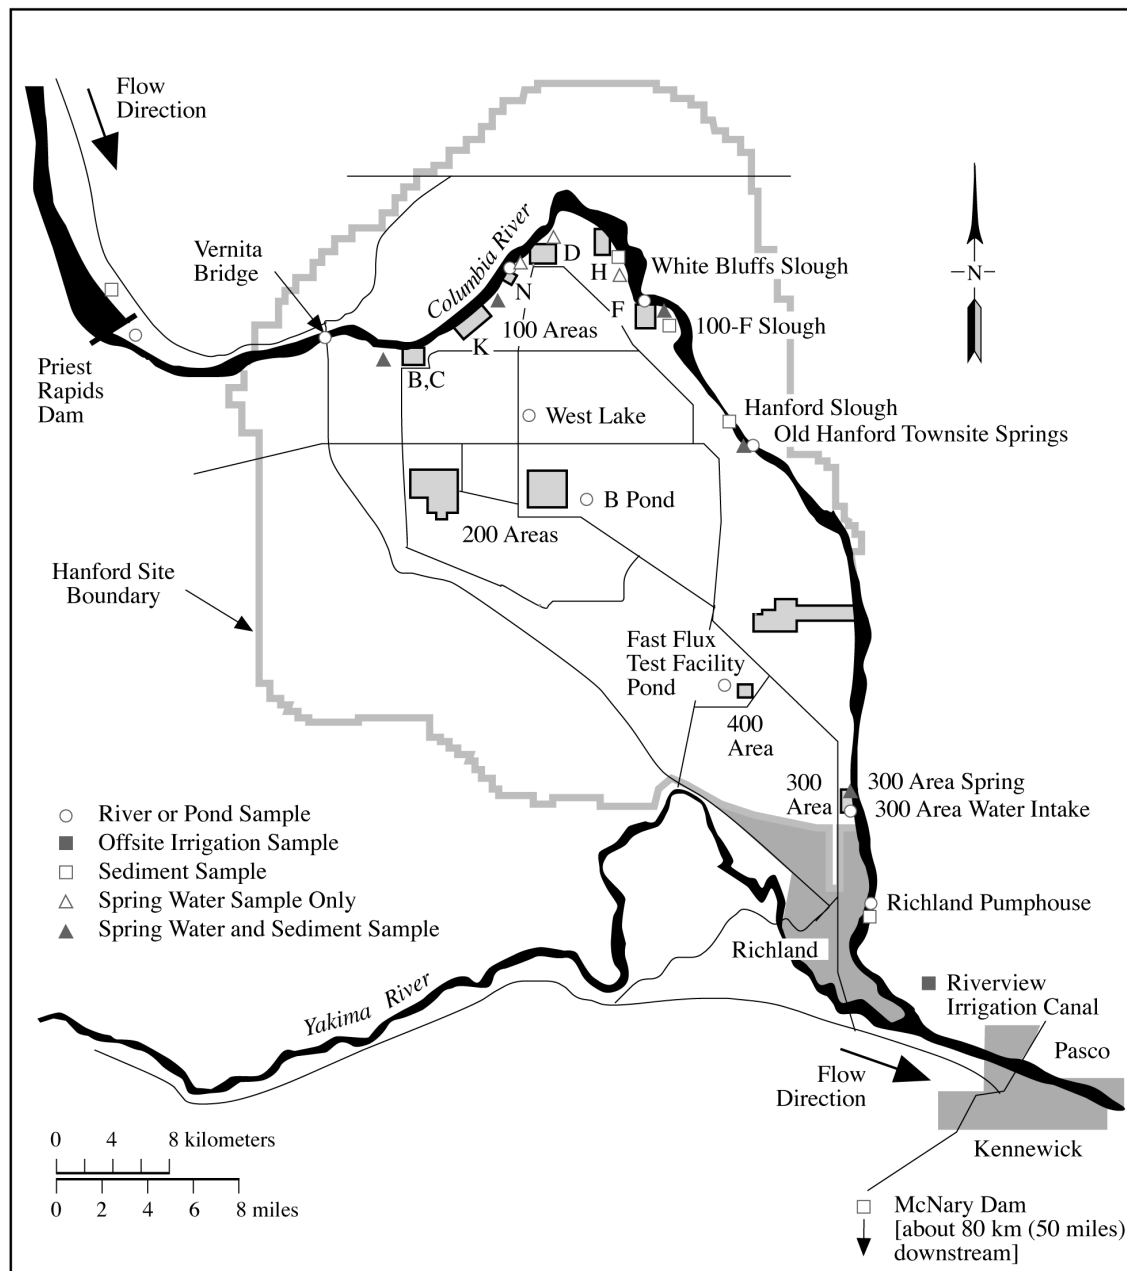 Flow
Direction
Vernita
Bridge
Columbia River
D
H
White Bluffs Slough
N
F
100 Areas
100-F Slough
K
Priest
Rapids
Dam
B,C
Hanford Slough
West Lake
Old Hanford Townsite Springs
B Pond
200 Areas
Hanford Site
Boundary
Fast Flux
Test Facility
Pond
400
Area
300
Area
300 Area Spring
300 Area Water Intake
River or Pond Sample
Offsite Irrigation Sample
Sediment Sample
Spring Water Sample Only
Spring Water and Sediment Sample
Richland Pumphouse
Richland
Riverview
Irrigation Canal
Yakima River
Pasco
Flow
Direction
Kennewick
0 4 8 kilometers
0 2 4 6 8 miles
McNary Dam
[about 80 km (50 miles)
downstream]
N